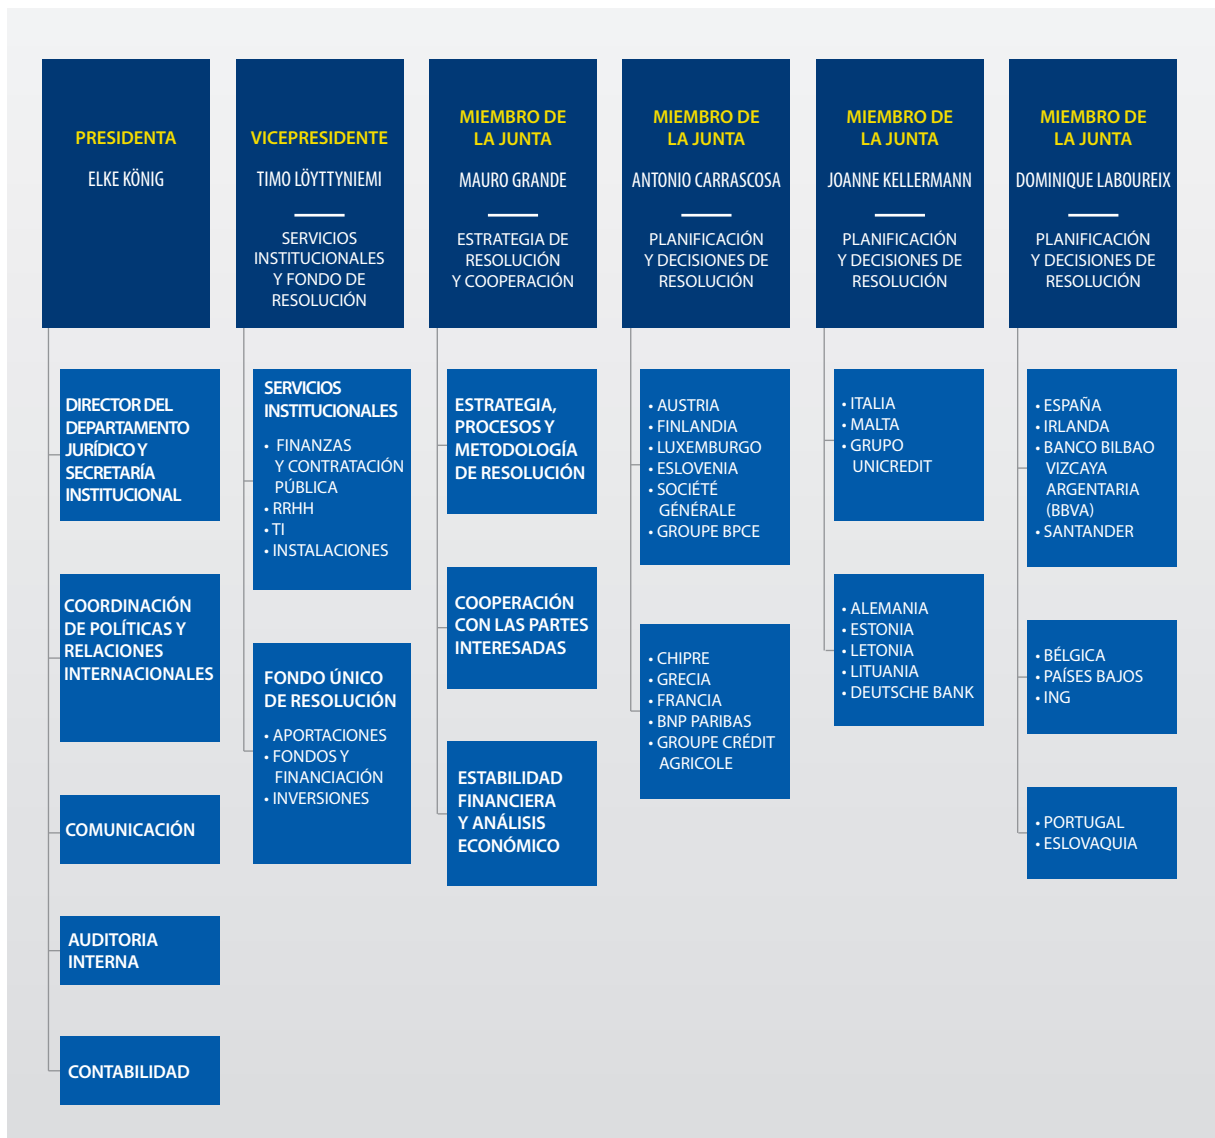 PRESIDENTA
ELKE KÖNIG
DIRECTOR DEL
DEPARTAMENTO
JURÍDICO Y
SECRETARÍA
INSTITUCIONAL
COORDINACIÓN
DE POLÍTICAS Y
RELACIONES
INTERNACIONALES
COMUNICACIÓN
AUDITORIA
INTERNA
CONTABILIDAD
VICEPRESIDENTE
TIMO LÖYTTYNIEMI
SERVICIOS
INSTITUCIONALES
Y FONDO DE
RESOLUCIÓN
SERVICIOS
INSTITUCIONALES
• FINANZAS
Y CONTRATACIÓN
PÚBLICA
• RRHH
• TI
• INSTALACIONES
FONDO ÚNICO
DE RESOLUCIÓN
• APORTACIONES
• FONDOS Y
FINANCIACIÓN
• INVERSIONES
MIEMBRO DE
LA JUNTA
MAURO GRANDE
ESTRATEGIA DE
RESOLUCIÓN
Y COOPERACIÓN
ESTRATEGIA,
PROCESOS Y
METODOLOGÍA
DE RESOLUCIÓN
COOPERACIÓN
CON LAS PARTES
INTERESADAS
ESTABILIDAD
FINANCIERA
Y ANÁLISIS
ECONÓMICO
MIEMBRO DE
LA JUNTA
ANTONIO CARRASCOSA
PLANIFICACIÓN
Y DECISIONES DE
RESOLUCIÓN
• AUSTRIA
• FINLANDIA
• LUXEMBURGO
• ESLOVENIA
• SOCIÉTÉ
GÉNÉRALE
• GROUPE BPCE
• CHIPRE
• GRECIA
• FRANCIA
• BNP PARIBAS
• GROUPE CRÉDIT
AGRICOLE
MIEMBRO DE
LA JUNTA
JOANNE KELLERMANN
PLANIFICACIÓN
Y DECISIONES DE
RESOLUCIÓN
• ITALIA
• MALTA
• GRUPO
UNICREDIT
• ALEMANIA
• ESTONIA
• LETONIA
• LITUANIA
• DEUTSCHE BANK
MIEMBRO DE
LA JUNTA
DOMINIQUE LABOUREIX
PLANIFICACIÓN
Y DECISIONES DE
RESOLUCIÓN
• ESPAÑA
• IRLANDA
• BANCO BILBAO
VIZCAYA
ARGENTARIA
(BBVA)
• SANTANDER
• BÉLGICA
• PAÍSES BAJOS
• ING
• PORTUGAL
• ESLOVAQUIA